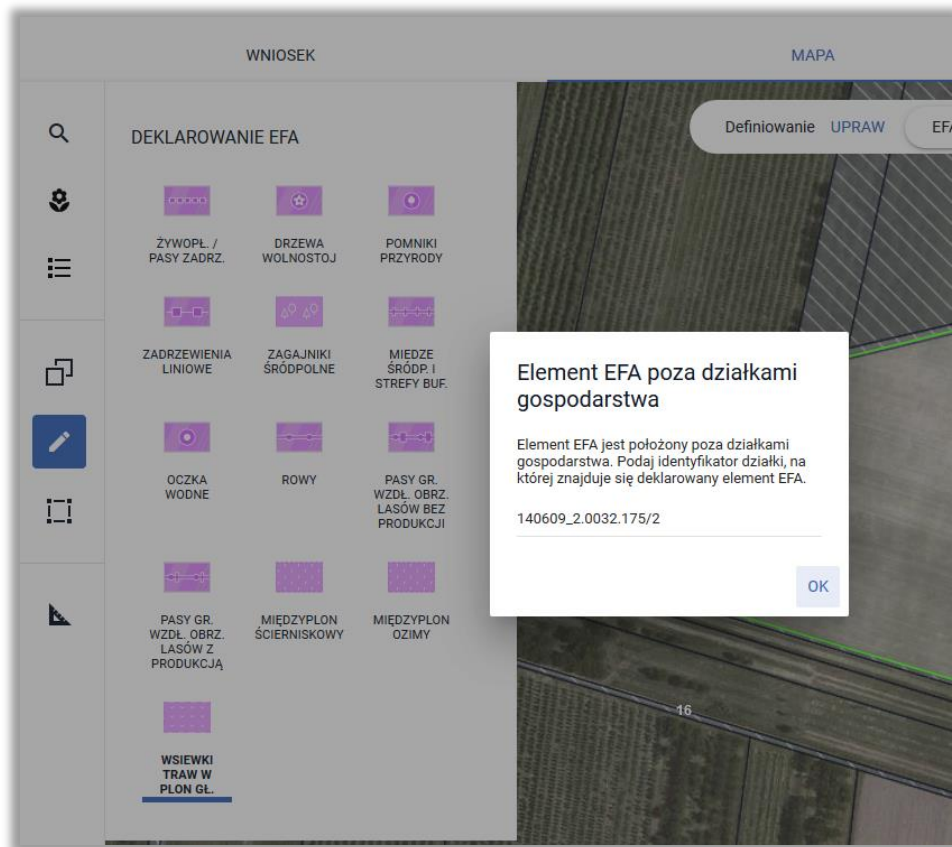 WNIOSEK
MAPA
DEKLAROWANIE EFA
Definiowanie UPRAW
EFA
ŻYWOPŁ. /
PASY ZADRZ.
DRZEWA
WOLNOSTOJ
POMNIKI
PRZYRODY
ZADRZEWIENIA
LINIOWE
ZAGAJNIKI
ŚRÓDPOLNE
MIEDZE
ŚRÓDP. I
STREFY BUF.
OCZKA
WODNE
ROWY
PASY GR.
WZDŁ. OBRZ.
LASÓW BEZ
PRODUKCJI
PASY GR.
WZDŁ. OBRZ.
LASÓW Z
PRODUKCJĄ
MIĘDZYPLON
ŚCIERNISKOWY
MIĘDZYPLON
OZIMY
WSIEWKI
TRAW W
PLON GŁ.
Element EFA poza działkami
gospodarstwa
Element EFA jest położony poza działkami
gospodarstwa. Podaj identyfikator działki, na
której znajduje się deklarowany element EFA.
140609_2.0032.175/2
OK
16